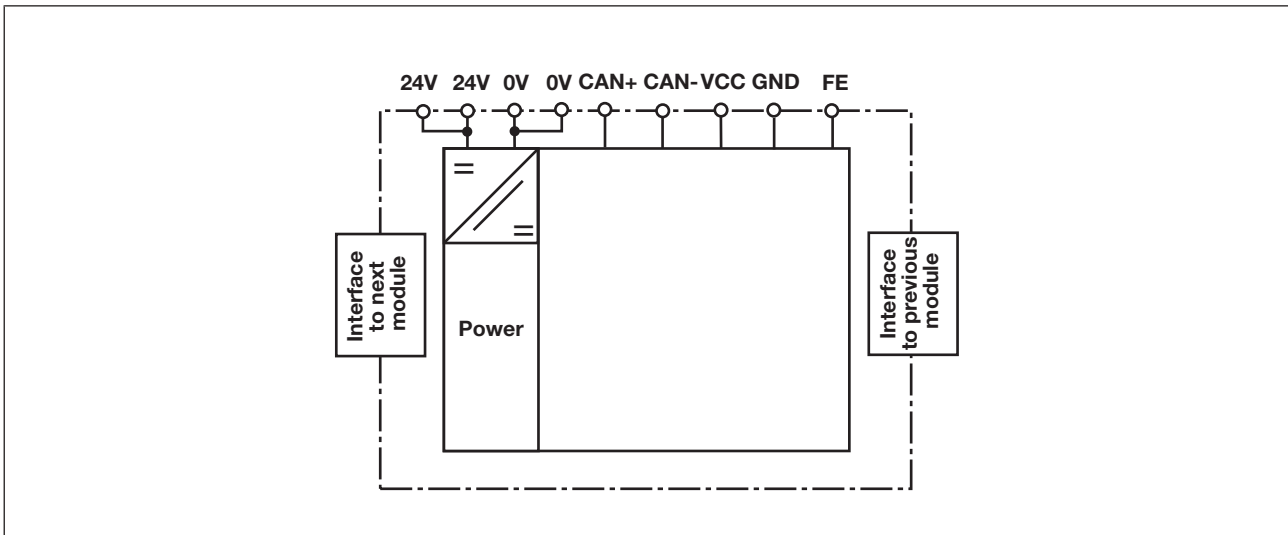 24V 24V 0V 0V CAN+ CAN- VCC GND FE
Interface
to next
module
Power
Interface
to previous
module